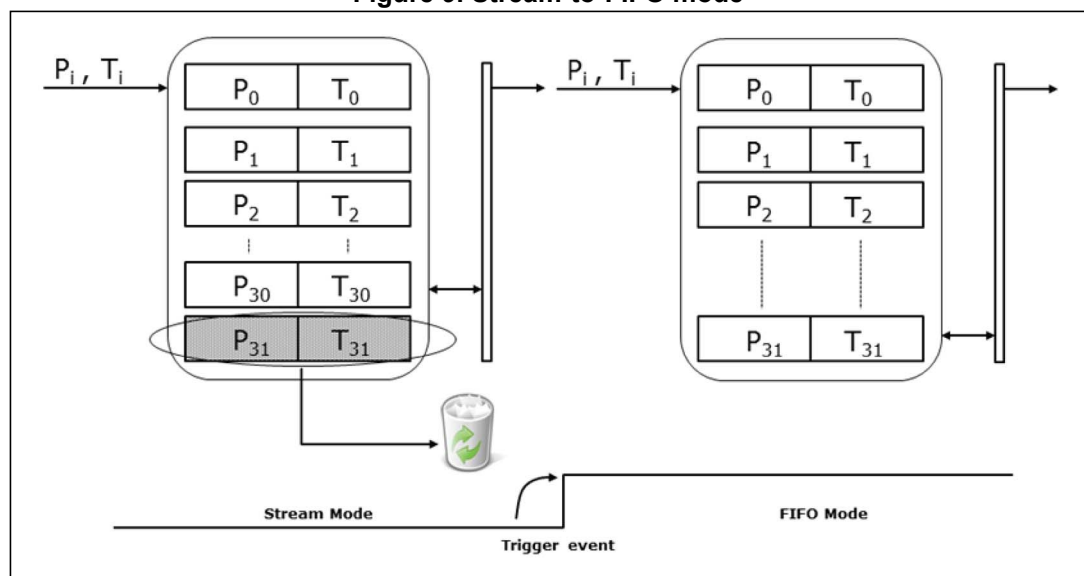 Figure Stream-to-FIFO mode
Pᵢ , Tᵢ
P₀ T₀
P₁ T₁
P₂ T₂
P₃₀ T₃₀
P₃₁ T₃₁
Pᵢ , Tᵢ
P₀ T₀
P₁ T₁
P₂ T₂
P₃₁ T₃₁
Stream Mode
Trigger event
FIFO Mode